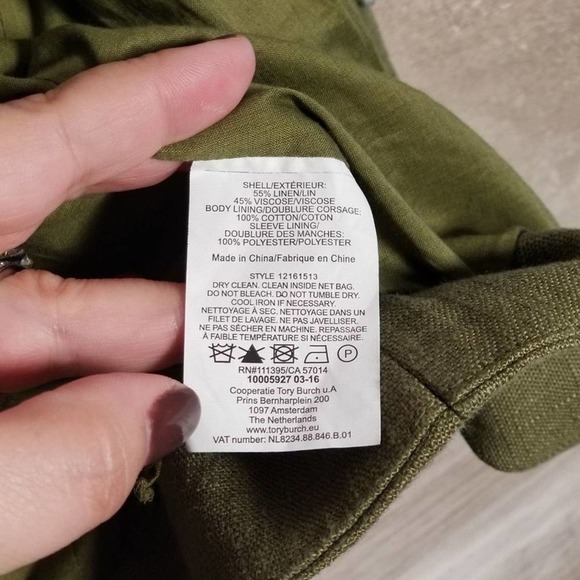 SHELL/EXTÉRIEUR:
55% LINEN/LIN
45% VISCOSE/VISCOSE
BODY LINING/DOUBLURE CORSAGE:
100% COTTON/COTON
SLEEVE LINING/
DOUBLURE DES MANCHES:
100% POLYESTER/POLYESTER
Made in China/Fabrique en Chine
STYLE 12161513
DRY CLEAN. CLEAN INSIDE NET BAG.
DO NOT BLEACH. DO NOT TUMBLE DRY.
COOL IRON IF NECESSARY.
NETTOYAGE À SEC. NETTOYAGE DANS UN
FILET DE LAVAGE. NE PAS JAVELLISER.
NE PAS SÉCHER EN MACHINE. REPASSAGE
À FAIBLE TEMPÉRATURE SI NÉCESSAIRE.
P
RN#111395/CA 57014
10005927 03-16
Cooperatie Tory Burch u.A
Prins Bernharplein 200
1097 Amsterdam
The Netherlands
www.toryburch.com
VAT number: NL8234.88.846.B.01